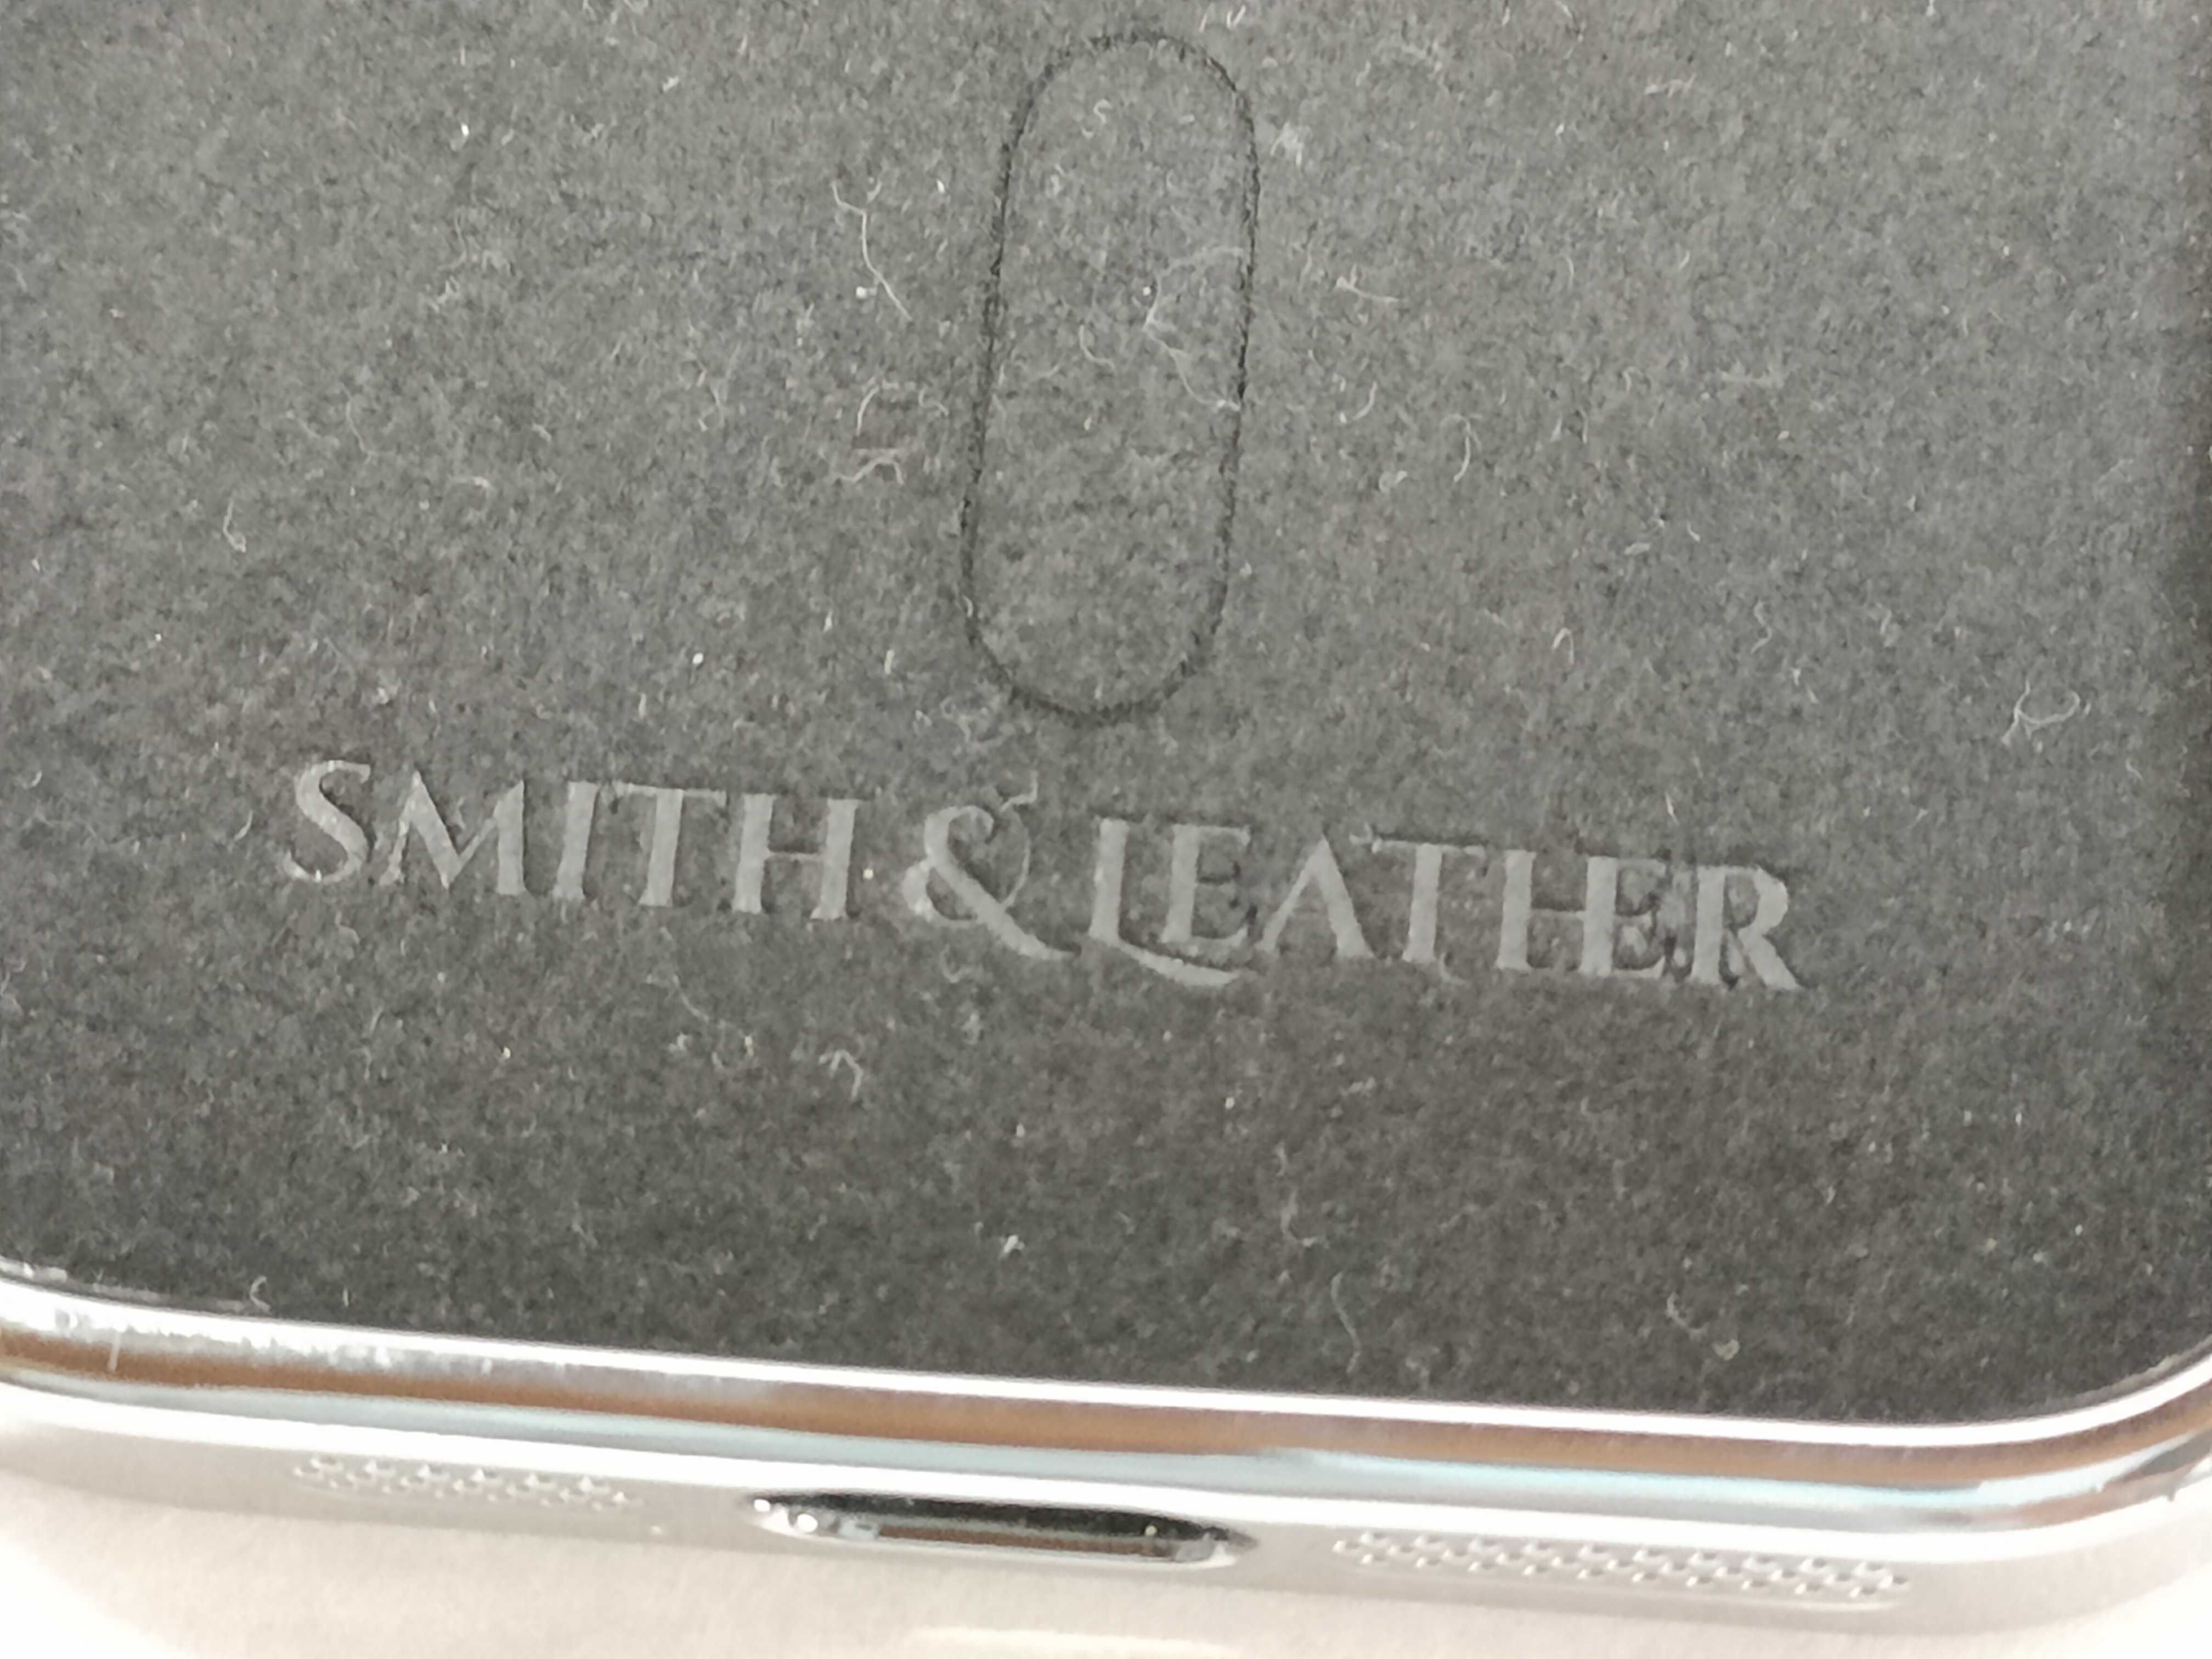 SMITH & LEATHER